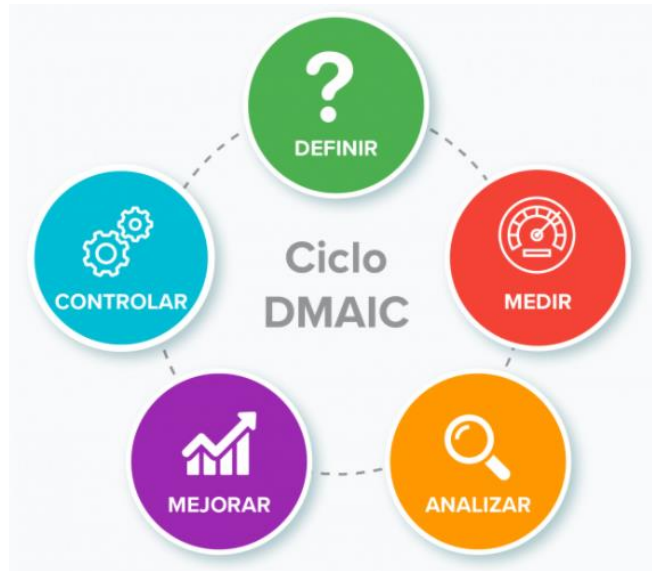 ?
DEFINIR
MEDIR
ANALIZAR
MEJORAR
CONTROLAR
Ciclo
DMAIC